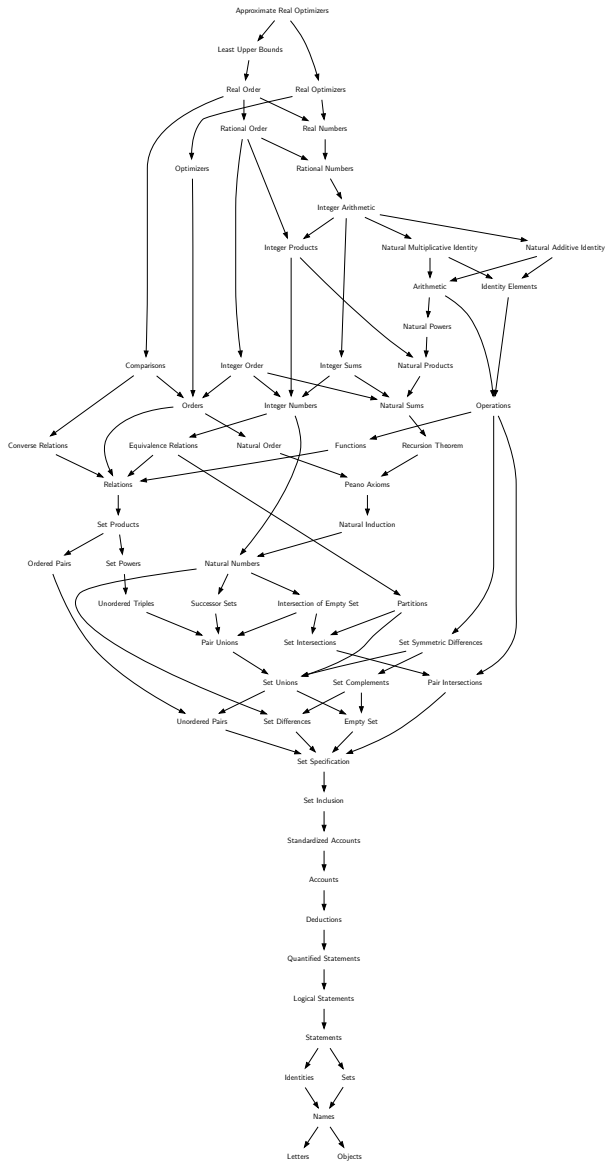 Approximate Real Optimizers
Least Upper Bounds
Real Order
Real Optimizers
Rational Order
Real Numbers
Optimizers
Rational Numbers
Integer Arithmetic
Integer Products
Natural Multiplicative Identity
Natural Additive Identity
Arithmetic
Identity Elements
Natural Powers
Comparisons
Integer Order
Integer Sums
Natural Products
Orders
Integer Numbers
Natural Sums
Operations
Converse Relations
Equivalence Relations
Natural Order
Functions
Recursion Theorem
Relations
Peano Axioms
Set Products
Natural Induction
Ordered Pairs
Set Powers
Natural Numbers
Unordered Triples
Successor Sets
Intersection of Empty Set
Partitions
Pair Unions
Set Intersections
Set Symmetric Differences
Set Unions
Set Complements
Pair Intersections
Unordered Pairs
Set Differences
Empty Set
Set Specification
Set Inclusion
Standardized Accounts
Accounts
Deductions
Quantified Statements
Logical Statements
Statements
Identities
Sets
Names
Letters
Objects